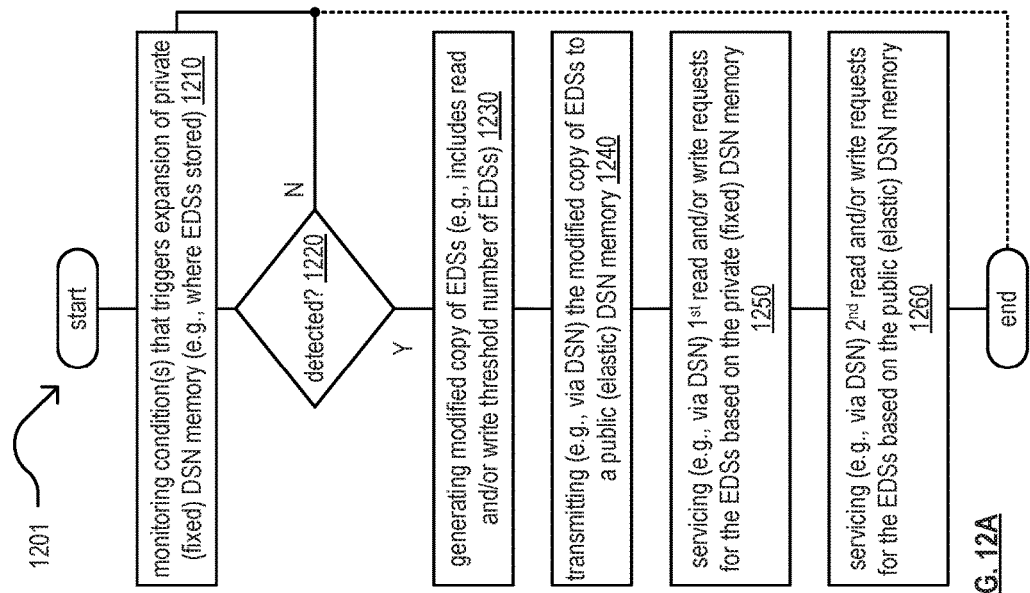 1201
start
monitoring condition(s) that triggers expansion of private
(fixed) DSN memory (e.g., where EDSs stored) 1210
detected? 1220
N
Y
generating modified copy of EDSs (e.g., includes read
and/or write threshold number of EDSs) 1230
transmitting (e.g., via DSN) the modified copy of EDSs to
a public (elastic) DSN memory 1240
servicing (e.g., via DSN) 1st read and/or write requests
for the EDSs based on the private (fixed) DSN memory
1250
servicing (e.g., via DSN) 2nd read and/or write requests
for the EDSs based on the public (elastic) DSN memory
1260
end
G. 12A